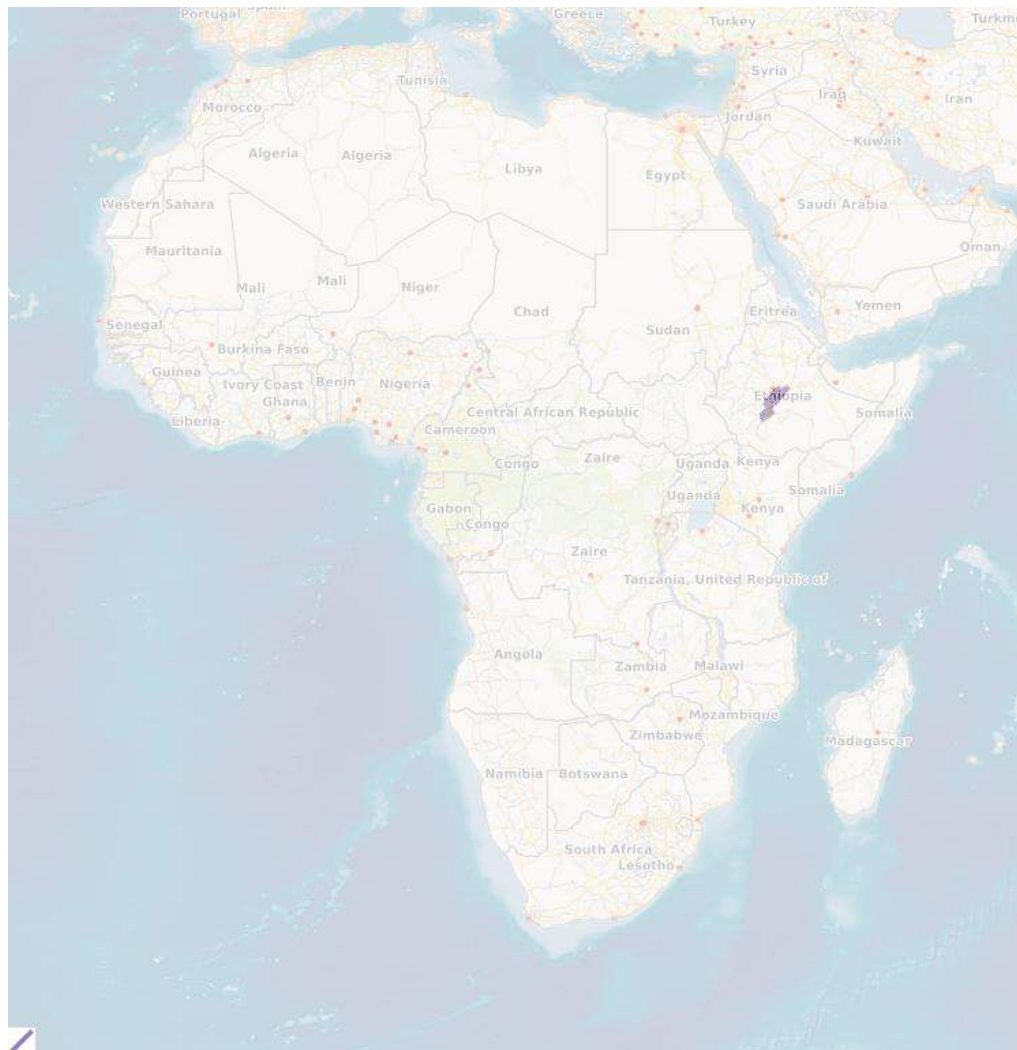 Portugal
Spain
Greece
Turkey
Turkm
Tunisia
Syria
Morocco
Iraq
Iran
Jordan
Kuwait
Algeria
Algeria
Libya
Egypt
Western Sahara
Saudi Arabia
Mauritania
Oman
Mali
Mali
Niger
Chad
Yemen
Senegal
Sudan
Eritrea
Burkina Faso
Guinea
Ivory Coast
Benin
Nigeria
Ghana
Ethiopia
Liberia
Central African Republic
Somalia
Cameroon
Congo
Zaire
Uganda
Kenya
Uganda
Somalia
Gabon
Kenya
Congo
Zaire
Tanzania, United Republic of
Angola
Zambia
Malawi
Mozambique
Zimbabwe
Madagascar
Namibia
Botswana
South Africa
Lesotho